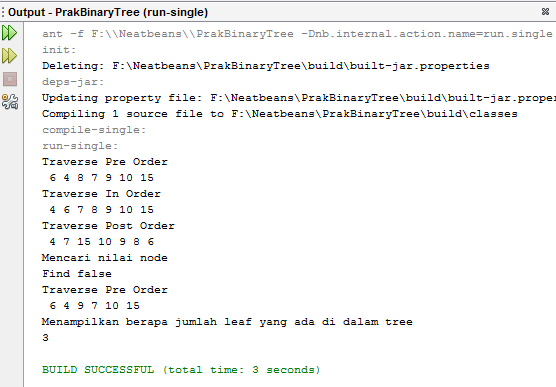 Output - PrakBinaryTree (run-single)
ant -f F:\\Neatbeans\\PrakBinaryTree -Dnb.internal.action.name=run.single
init:
Deleting: F:\Neatbeans\PrakBinaryTree\build\built-jar.properties
deps-jar:
Updating property file: F:\Neatbeans\PrakBinaryTree\build\built-jar.prope
Compiling 1 source file to F:\Neatbeans\PrakBinaryTree\build\classes
compile-single:
run-single:
Traverse Pre Order
6 4 8 7 9 10 15
Traverse In Order
4 6 7 8 9 10 15
Traverse Post Order
4 7 15 10 9 8 6
Mencari nilai node
Find false
Traverse Pre Order
6 4 9 7 10 15
Menampilkan berapa jumlah leaf yang ada di dalam tree
3
BUILD SUCCESSFUL (total time: 3 seconds)